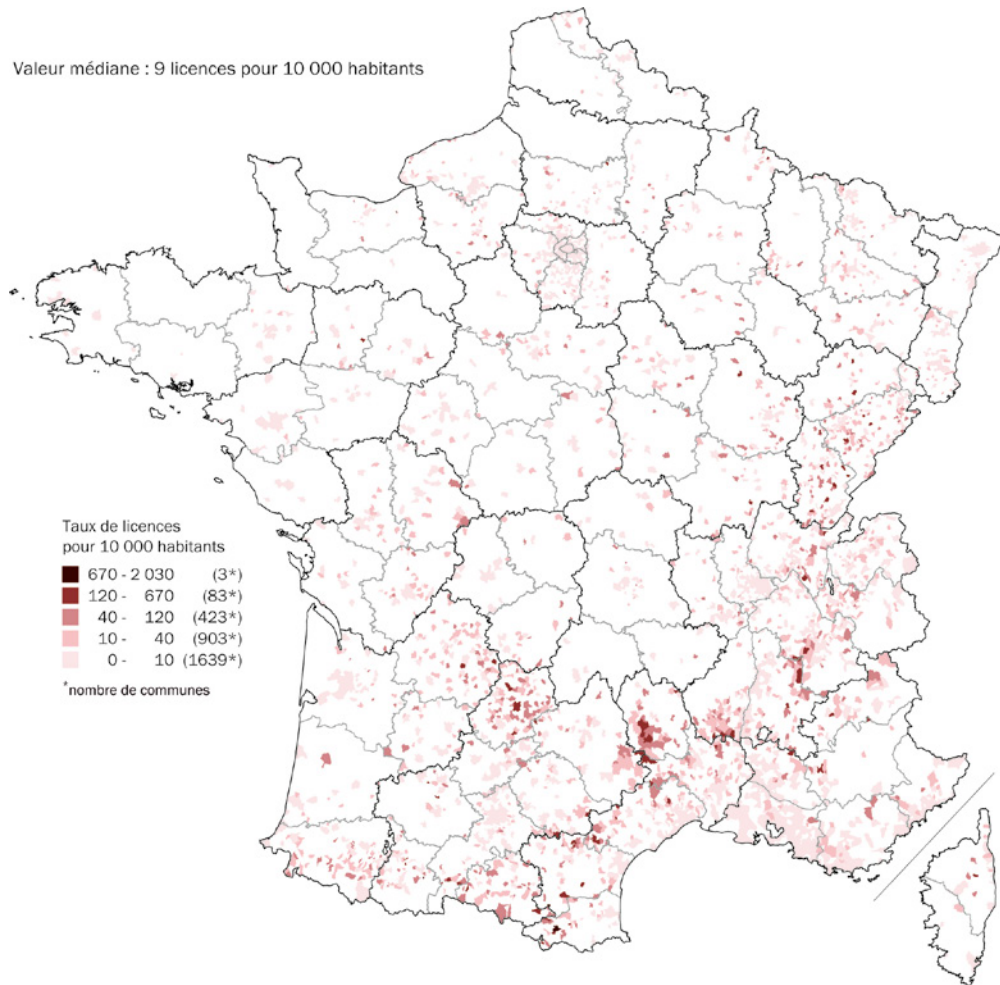 Valeur médiane : 9 licences pour 10 000 habitants
Taux de licences
pour 10 000 habitants
670 - 2 030 (3*)
120 - 670 (83*)
40 - 120 (423*)
10 - 40 (903*)
0 - 10 (1639*)
*nombre de communes